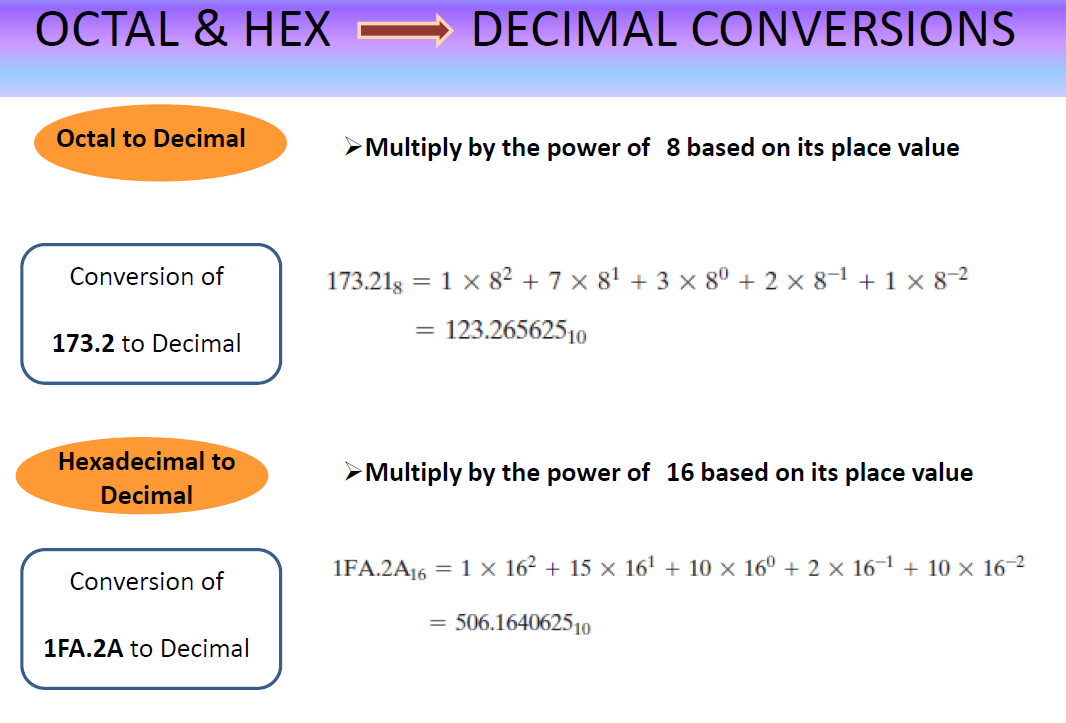 OCTAL & HEX DECIMAL CONVERSIONS
Octal to Decimal
➢Multiply by the power of 8 based on its place value
Conversion of
173.2 to Decimal
173.21₈ = 1 × 8² + 7 × 8¹ + 3 × 8⁰ + 2 × 8⁻¹ + 1 × 8⁻²
= 123.265625₁₀
Hexadecimal to
Decimal
➢Multiply by the power of 16 based on its place value
Conversion of
1FA.2A to Decimal
1FA.2A₁₆ = 1 × 16² + 15 × 16¹ + 10 × 16⁰ + 2 × 16⁻¹ + 10 × 16⁻²
= 506.1640625₁₀